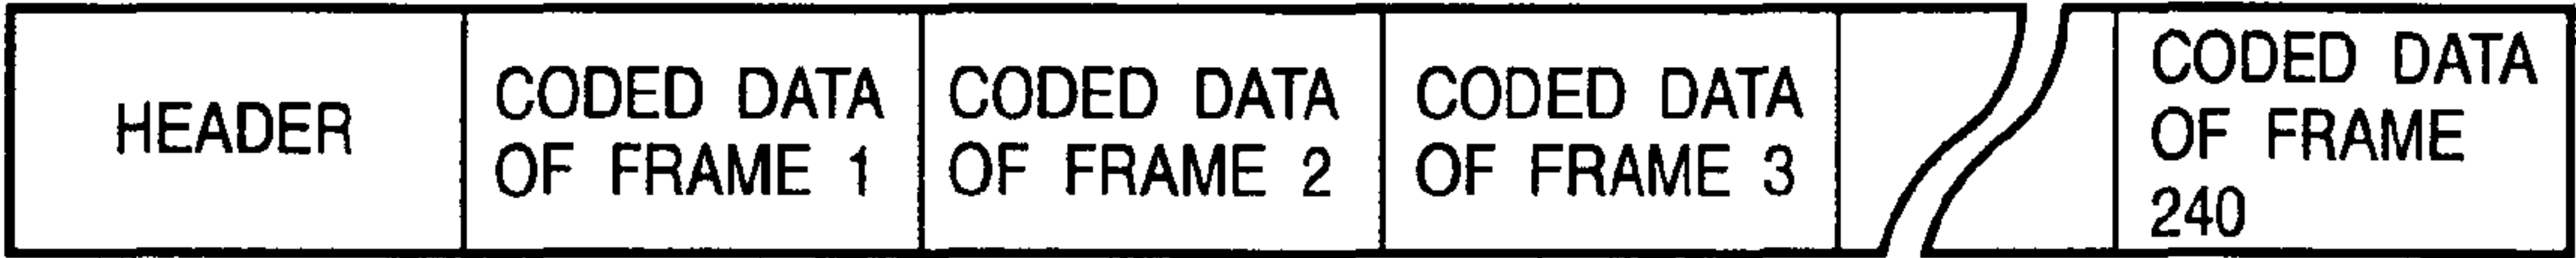 HEADER
CODED DATA
OF FRAME 1
CODED DATA
OF FRAME 2
CODED DATA
OF FRAME 3
CODED DATA
OF FRAME
240